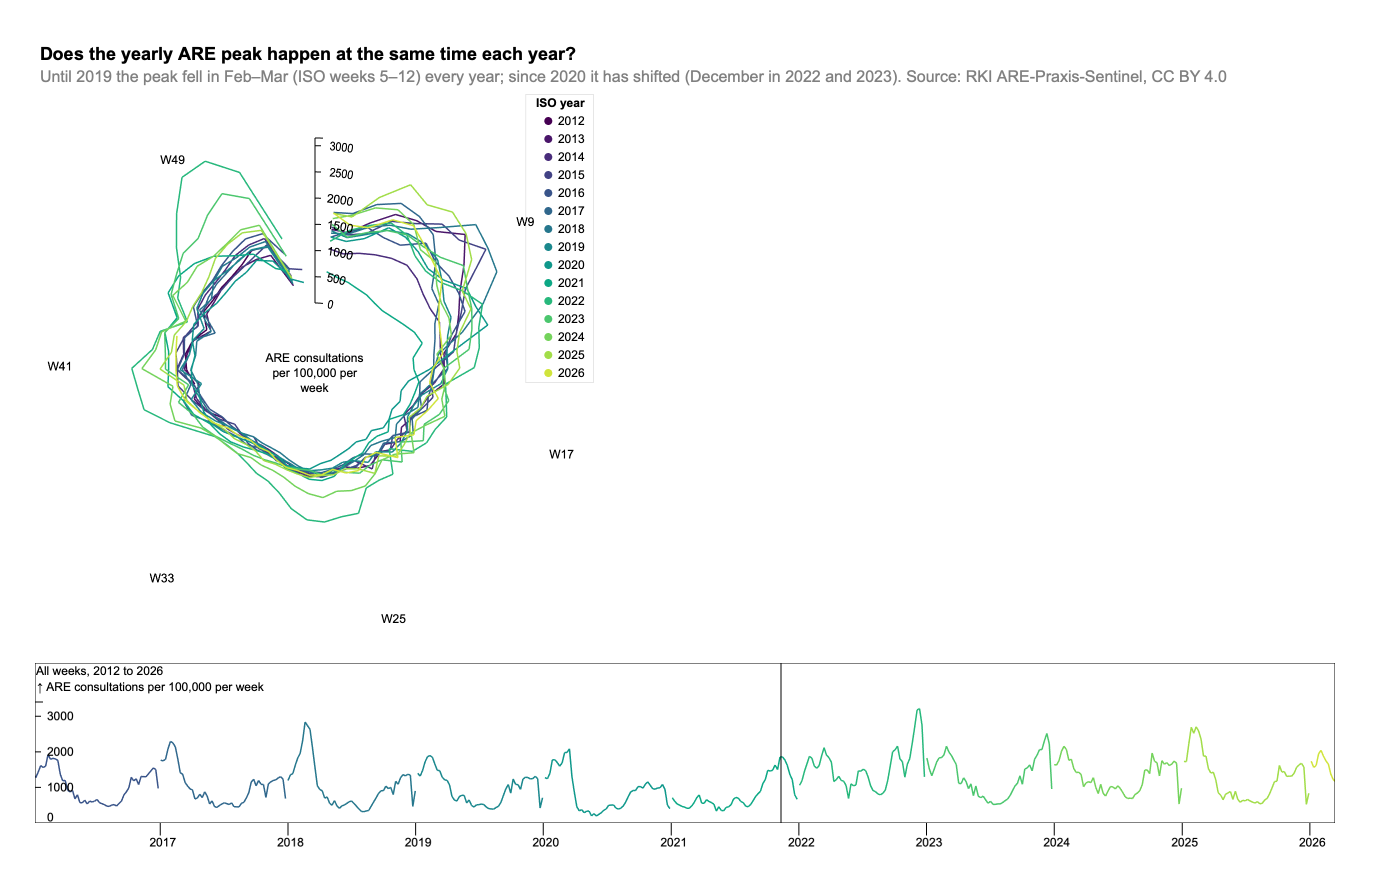 Does the yearly ARE peak happen at the same time each year?
Until 2019 the peak fell in Feb–Mar (ISO weeks 5–12) every year; since 2020 it has shifted (December in 2022 and 2023). Source: RKI ARE-Praxis-Sentinel, CC BY 4.0
ISO year
2012
2013
2014
2015
2016
2017
2018
2019
2020
2021
2022
2023
2024
2025
2026
W49
3000
2500
2000
1500
1000
500
0
W9
ARE consultations
per 100,000 per
week
W41
W17
W33
W25
All weeks, 2012 to 2026
↑ ARE consultations per 100,000 per week
3000
2000
1000
0
2017 2018 2019 2020 2021 2022 2023 2024 2025 2026